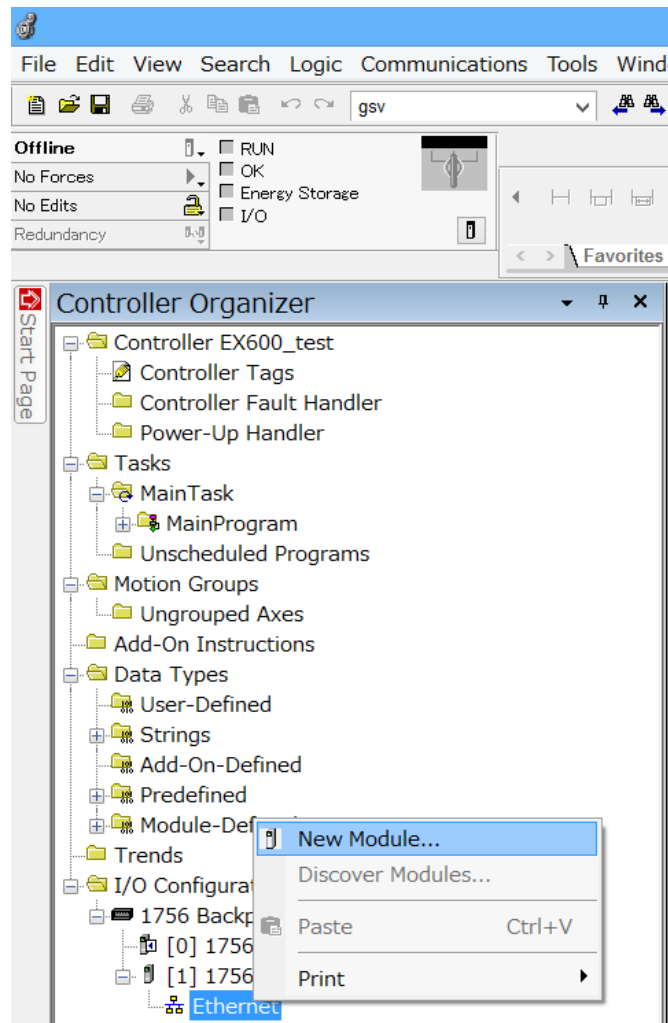 File Edit View Search Logic Communications Tools Wind
gsv
Offline
RUN
No Forces
OK
No Edits
Energy Storage
Redundancy
I/O
Favorites
Start Page
Controller Organizer
Controller EX600_test
Controller Tags
Controller Fault Handler
Power-Up Handler
Tasks
MainTask
MainProgram
Unscheduled Programs
Motion Groups
Ungrouped Axes
Add-On Instructions
Data Types
User-Defined
Strings
Add-On-Defined
Predefined
Module-Def
New Module...
Trends
Discover Modules...
I/O Configurat
1756 Backp
Paste Ctrl+V
[0] 1756
[1] 1756
Print
Ethernet